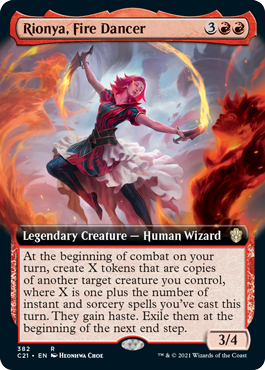 Rionya, Fire Dancer 3
Legendary Creature — Human Wizard
At the beginning of combat on your
turn, create X tokens that are copies
of another target creature you control,
where X is one plus the number of
instant and sorcery spells you've cast this
turn. They gain haste. Exile them at the
beginning of the next end step.
3/4
382 R
C21 • EN HEONHWA CHOE
™ & © 2021 Wizards of the Coast